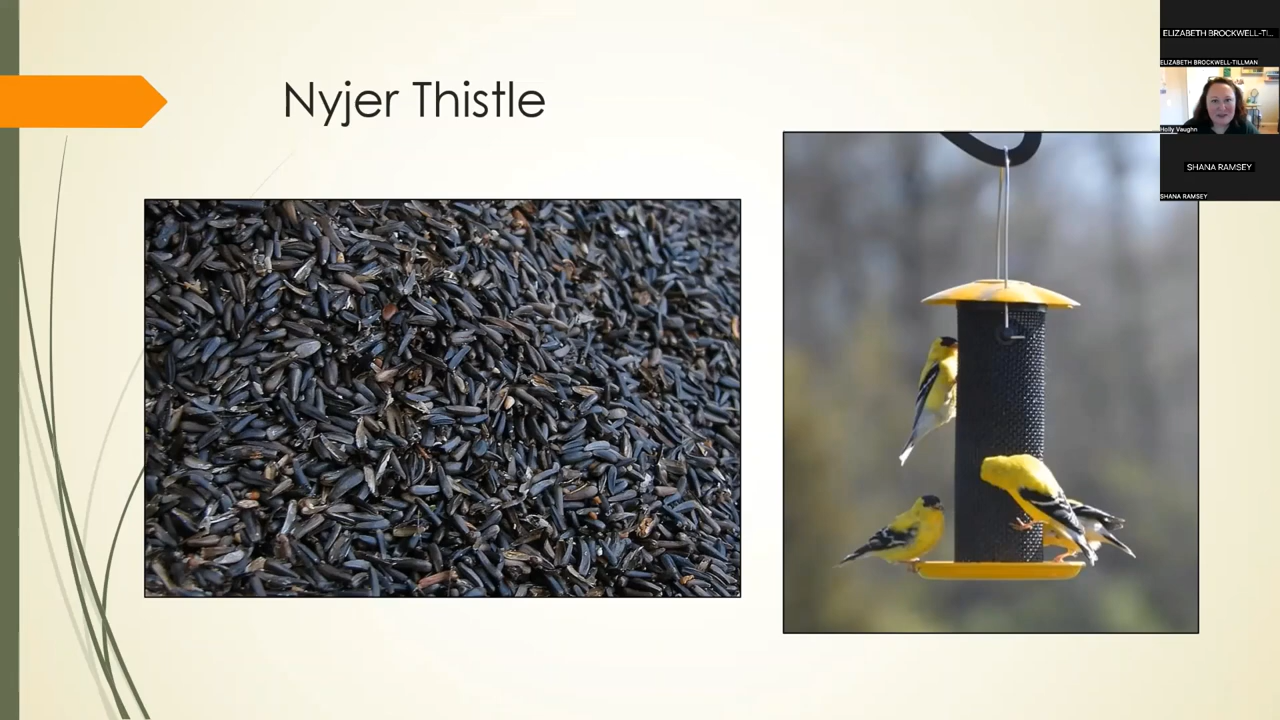 Nyjer Thistle
ELIZABETH BROCKWELL-TI...
ELIZABETH BROCKWELL-TILLMAN
Holly Vaughn
SHANA RAMSEY
SHANA RAMSEY